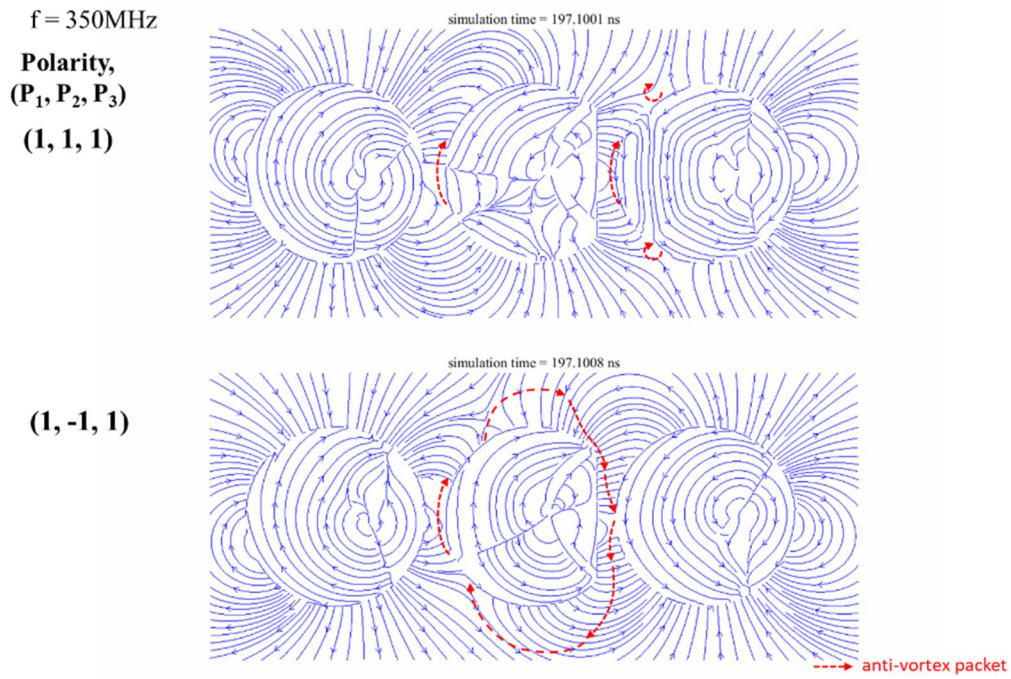 f = 350MHz
simulation time = 197.1001 ns
Polarity,
(P₁, P₂, P₃)
(1, 1, 1)
simulation time = 197.1008 ns
(1, -1, 1)
anti-vortex packet